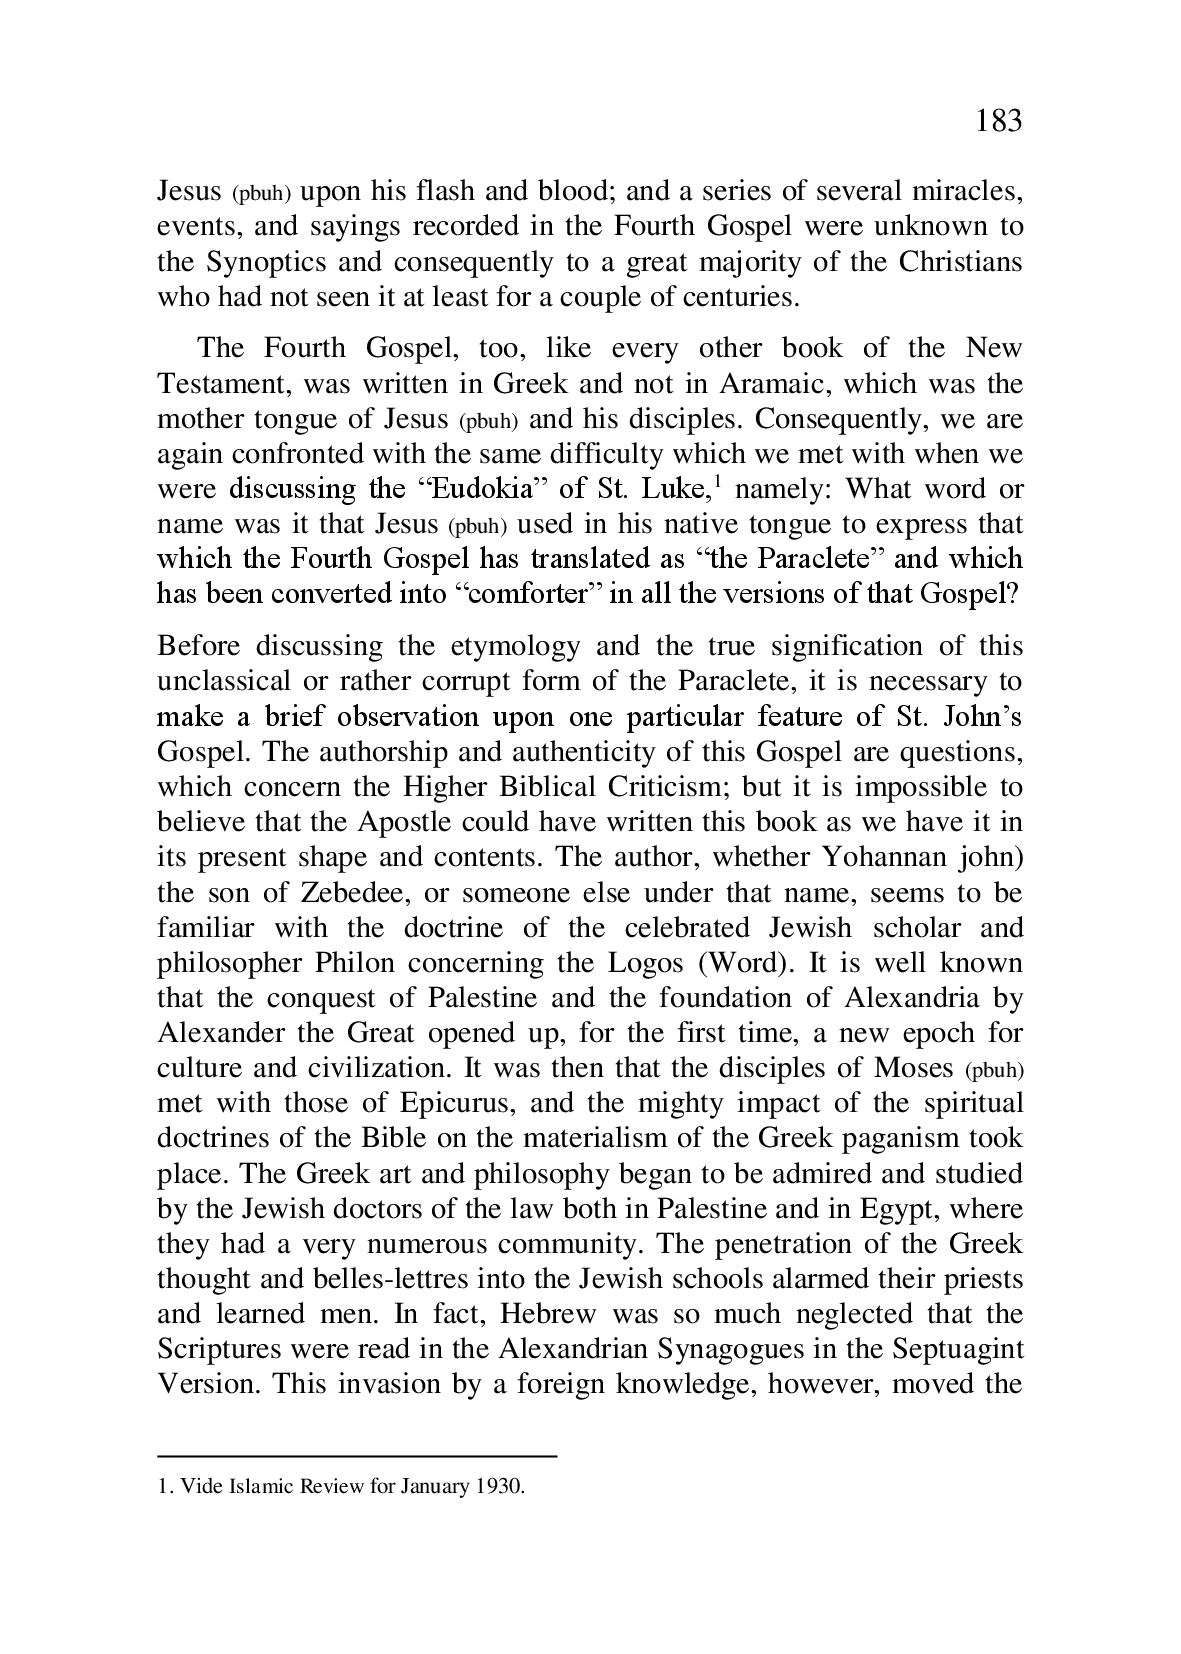 183
Jesus (pbuh) upon his flash and blood; and a series of several miracles,
events, and sayings recorded in the Fourth Gospel were unknown to
the Synoptics and consequently to a great majority of the Christians
who had not seen it at least for a couple of centuries.
The Fourth Gospel, too, like every other book of the New
Testament, was written in Greek and not in Aramaic, which was the
mother tongue of Jesus (pbuh) and his disciples. Consequently, we are
again confronted with the same difficulty which we met with when we
were discussing the “Eudokia” of St. Luke,1 namely: What word or
name was it that Jesus (pbuh) used in his native tongue to express that
which the Fourth Gospel has translated as “the Paraclete” and which
has been converted into “comforter” in all the versions of that Gospel?
Before discussing the etymology and the true signification of this
unclassical or rather corrupt form of the Paraclete, it is necessary to
make a brief observation upon one particular feature of St. John’s
Gospel. The authorship and authenticity of this Gospel are questions,
which concern the Higher Biblical Criticism; but it is impossible to
believe that the Apostle could have written this book as we have it in
its present shape and contents. The author, whether Yohannan john)
the son of Zebedee, or someone else under that name, seems to be
familiar with the doctrine of the celebrated Jewish scholar and
philosopher Philon concerning the Logos (Word). It is well known
that the conquest of Palestine and the foundation of Alexandria by
Alexander the Great opened up, for the first time, a new epoch for
culture and civilization. It was then that the disciples of Moses (pbuh)
met with those of Epicurus, and the mighty impact of the spiritual
doctrines of the Bible on the materialism of the Greek paganism took
place. The Greek art and philosophy began to be admired and studied
by the Jewish doctors of the law both in Palestine and in Egypt, where
they had a very numerous community. The penetration of the Greek
thought and belles-lettres into the Jewish schools alarmed their priests
and learned men. In fact, Hebrew was so much neglected that the
Scriptures were read in the Alexandrian Synagogues in the Septuagint
Version. This invasion by a foreign knowledge, however, moved the
1. Vide Islamic Review for January 1930.